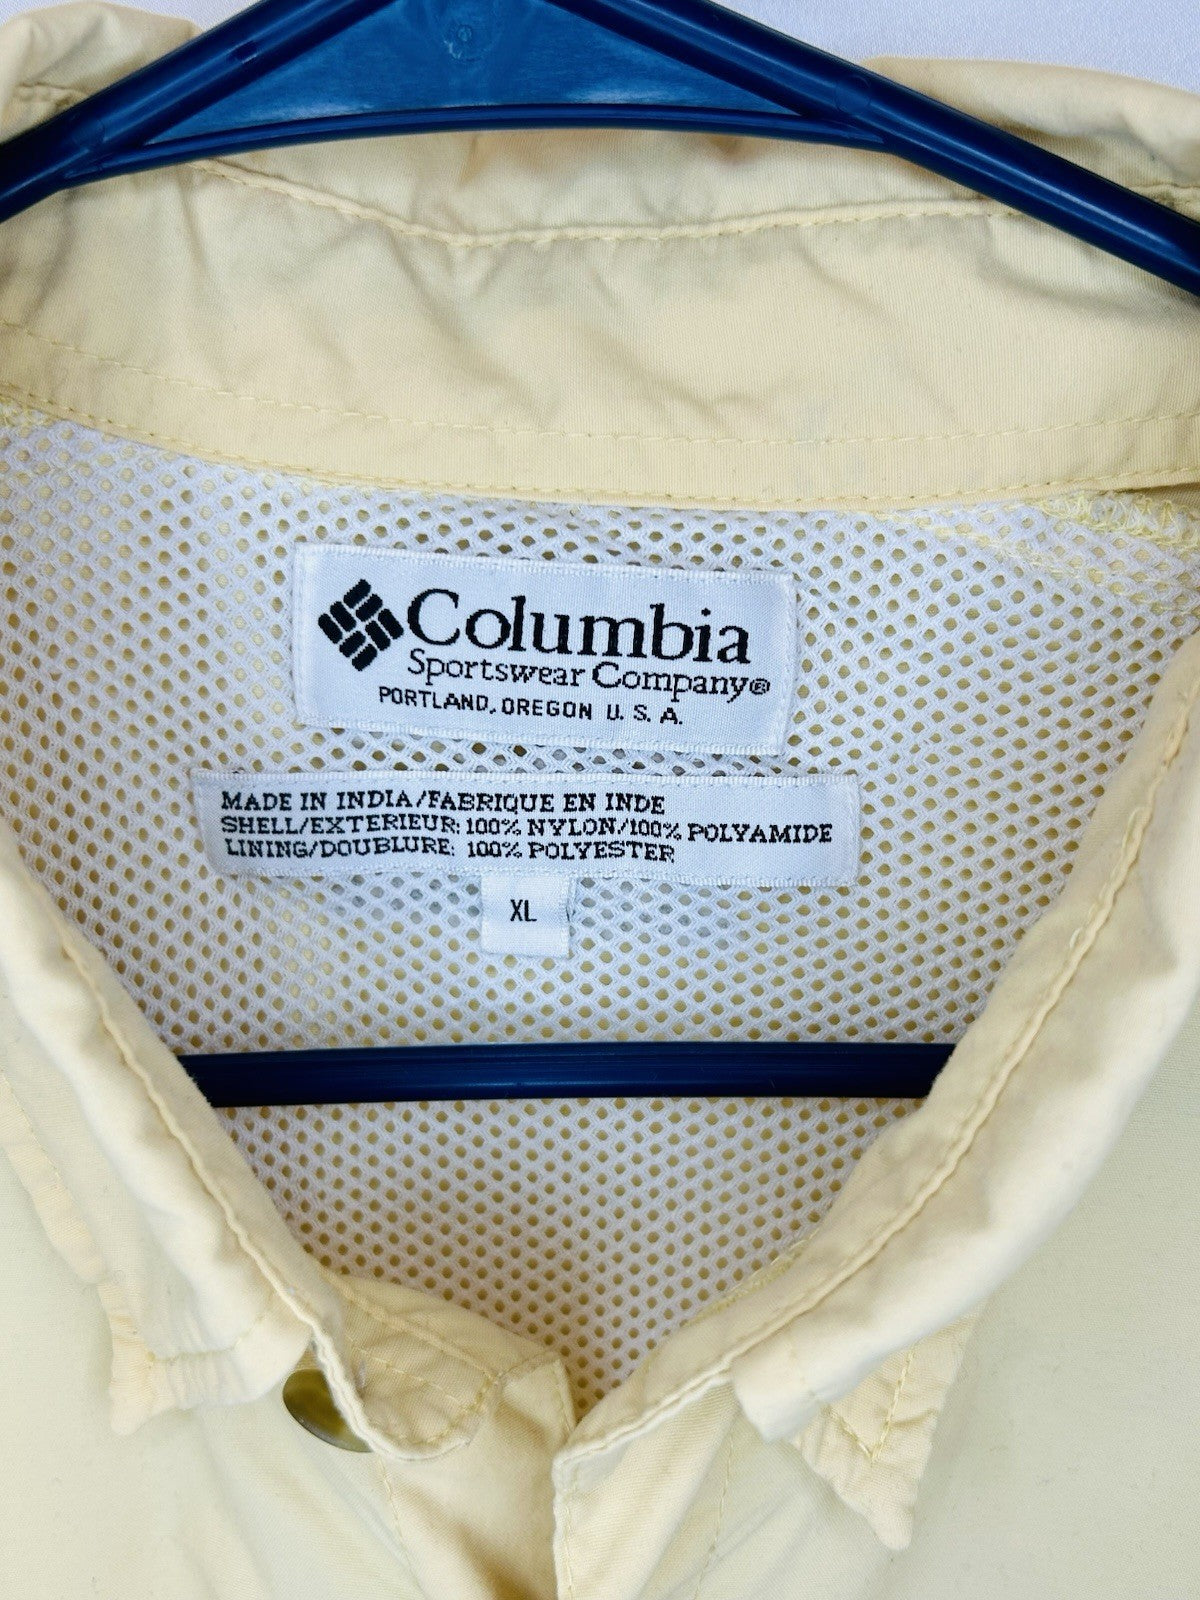 Columbia
Sportswear Company®
PORTLAND, OREGON U. S. A.
MADE IN INDIA/FABRIQUE EN INDE
SHELL/EXTERIEUR: 100% NYLON/100% POLYAMIDE
LINING/DOUBLURE: 100% POLYESTER
XL